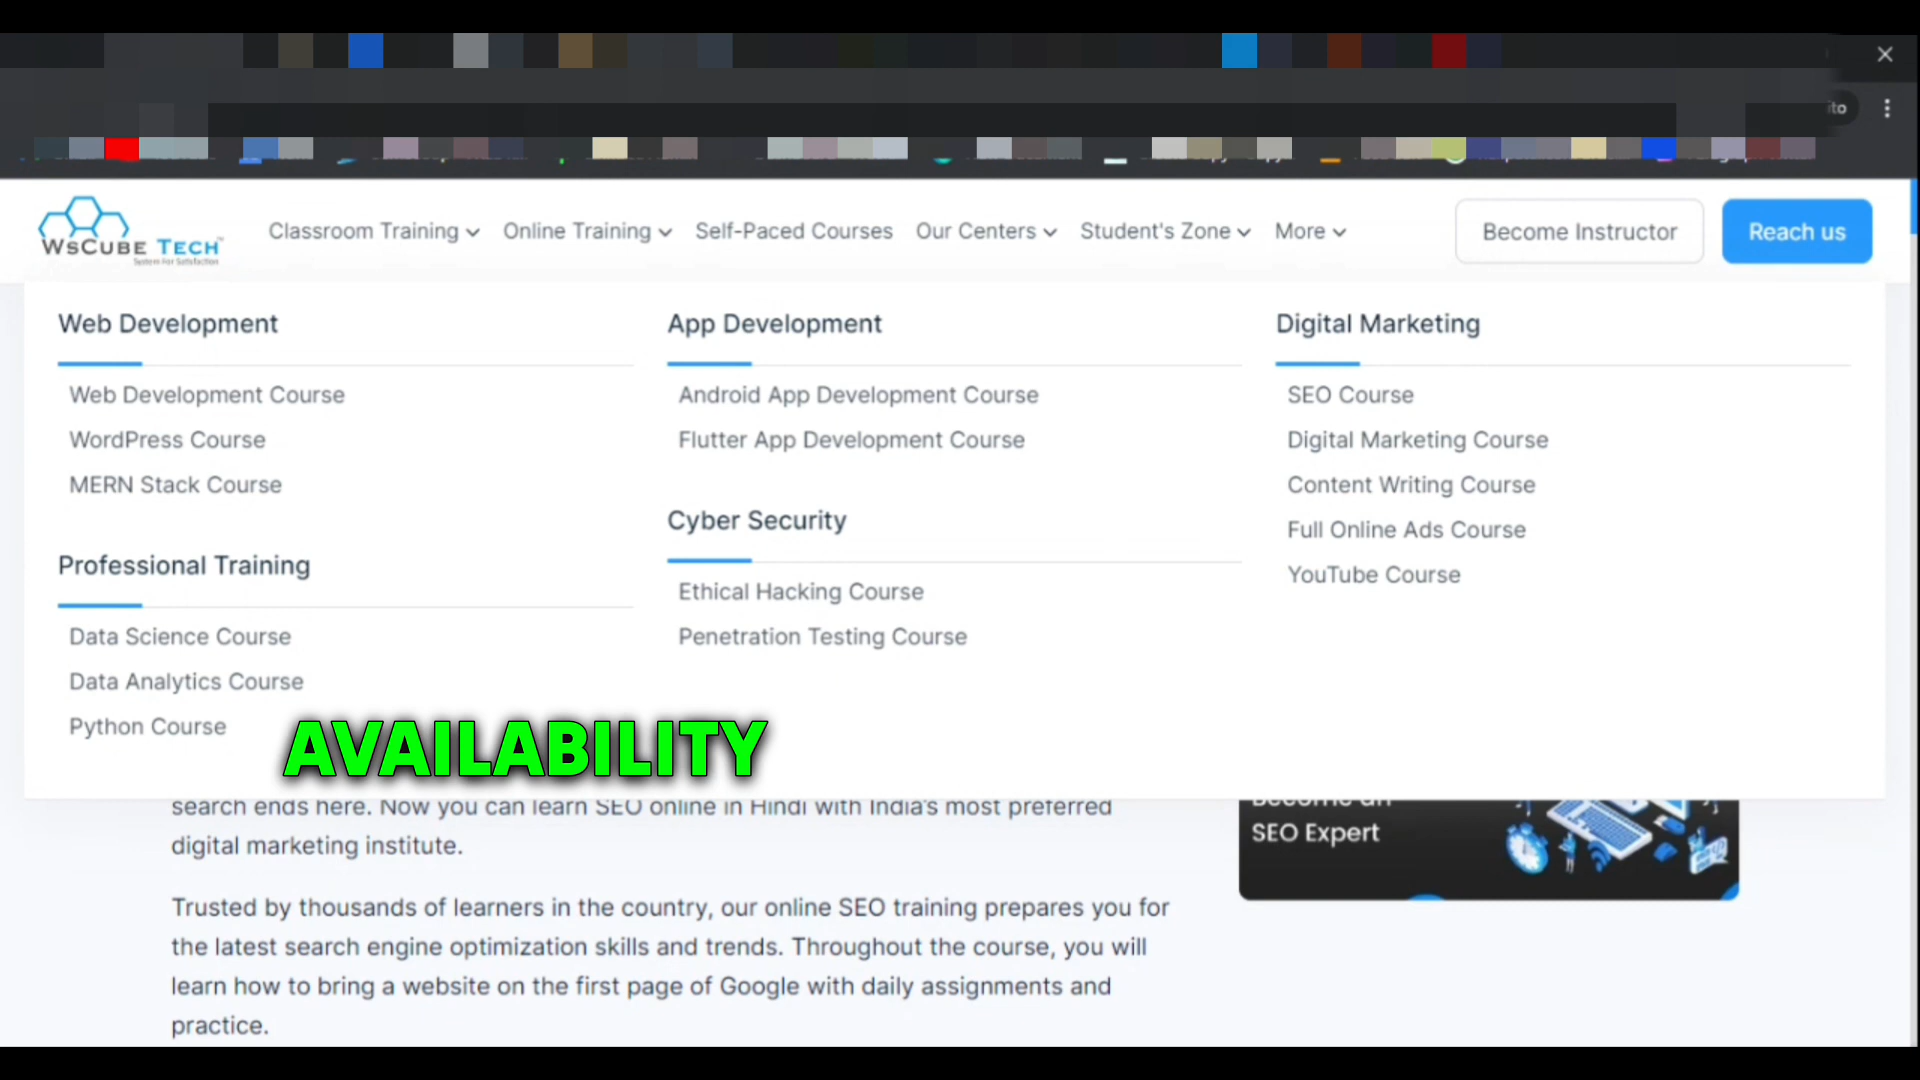 WsCube Tech
System For Satisfaction
Classroom Training
Online Training
Self-Paced Courses
Our Centers
Student's Zone
More
Become Instructor
Reach us
Web Development
Web Development Course
WordPress Course
MERN Stack Course
Professional Training
Data Science Course
Data Analytics Course
Python Course
App Development
Android App Development Course
Flutter App Development Course
Cyber Security
Ethical Hacking Course
Penetration Testing Course
Digital Marketing
SEO Course
Digital Marketing Course
Content Writing Course
Full Online Ads Course
YouTube Course
AVAILABILITY
search ends here. Now you can learn SEO online in Hindi with India's most preferred
digital marketing institute.
Trusted by thousands of learners in the country, our online SEO training prepares you for
the latest search engine optimization skills and trends. Throughout the course, you will
learn how to bring a website on the first page of Google with daily assignments and
practice.
Become an
SEO Expert